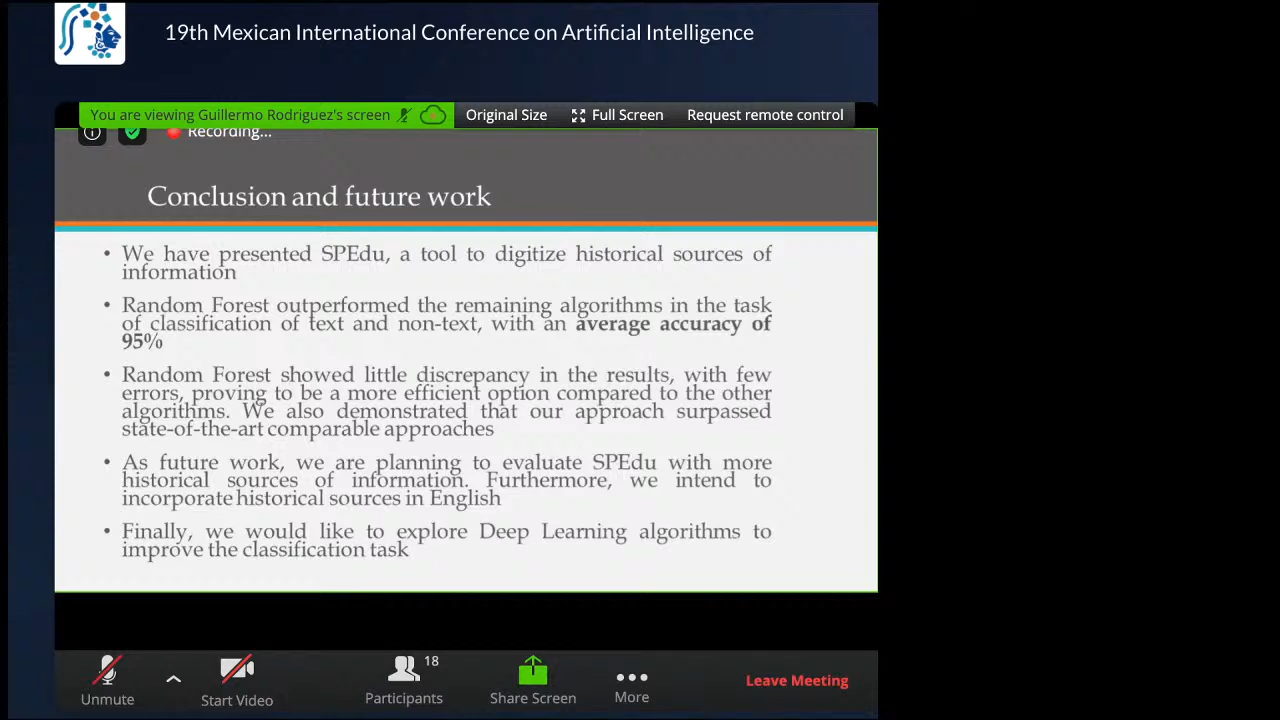 19th Mexican International Conference on Artificial Intelligence
You are viewing Guillermo Rodriguez's screen
Original Size
Full Screen
Request remote control
Recording...
Conclusion and future work
• We have presented SPEdu, a tool to digitize historical sources of
information
• Random Forest outperformed the remaining algorithms in the task
of classification of text and non-text, with an average accuracy of
95%
• Random Forest showed little discrepancy in the results, with few
errors, proving to be a more efficient option compared to the other
algorithms. We also demonstrated that our approach surpassed
state-of-the-art comparable approaches
• As future work, we are planning to evaluate SPEdu with more
historical sources of information. Furthermore, we intend to
incorporate historical sources in English
• Finally, we would like to explore Deep Learning algorithms to
improve the classification task
Unmute
Start Video
18
Participants
Share Screen
More
Leave Meeting